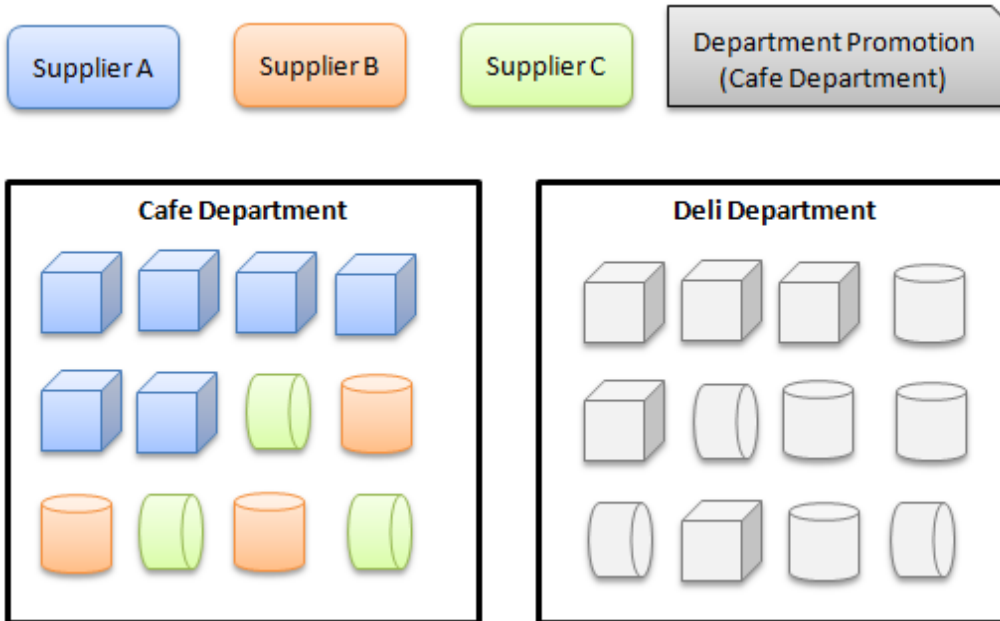 Supplier A
Supplier B
Supplier C
Department Promotion
(Cafe Department)
Cafe Department
Deli Department